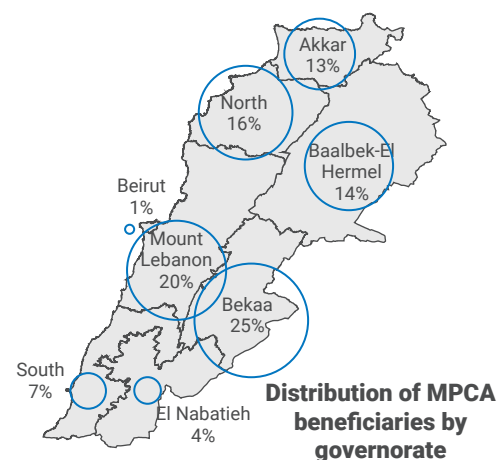 Akkar
13%
North
16%
Baalbek-El
Hermel
14%
Beirut
1%
Mount
Lebanon
20%
Bekaa
25%
South
7%
El Nabatieh
4%
Distribution of MPCA
beneficiaries by
governorate